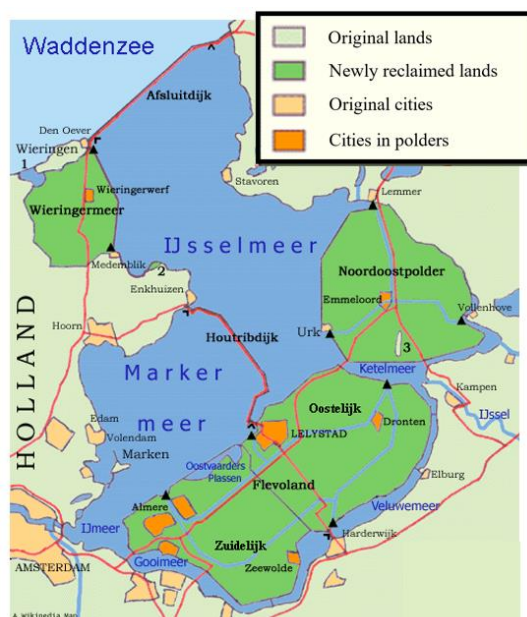 Waddenzee
Original lands
Newly reclaimed lands
Original cities
Cities in polders
Afsluitdijk
Den Oever
Wieringen
1
Stavoren
Wieringerwerf
Wieringermeer
Lemmer
IJsselmeer
Medemblik
2
Noordoostpolder
Enkhuizen
Emmeloord
Vollenhove
Hoorn
Houtribdijk
Urk
3
HOLLAND
Marker
meer
Ketelmeer
Kampen
IJssel
Oostelijk
Edam
Volendam
LELYSTAD
Dronten
Marken
Oostvaarders
Plassen
Flevoland
Elburg
Almere
Veluwemeer
IJmeer
Zuidelijk
Harderwijk
Gooimeer
Zeewolde
AMSTERDAM
A Wikipedia Map